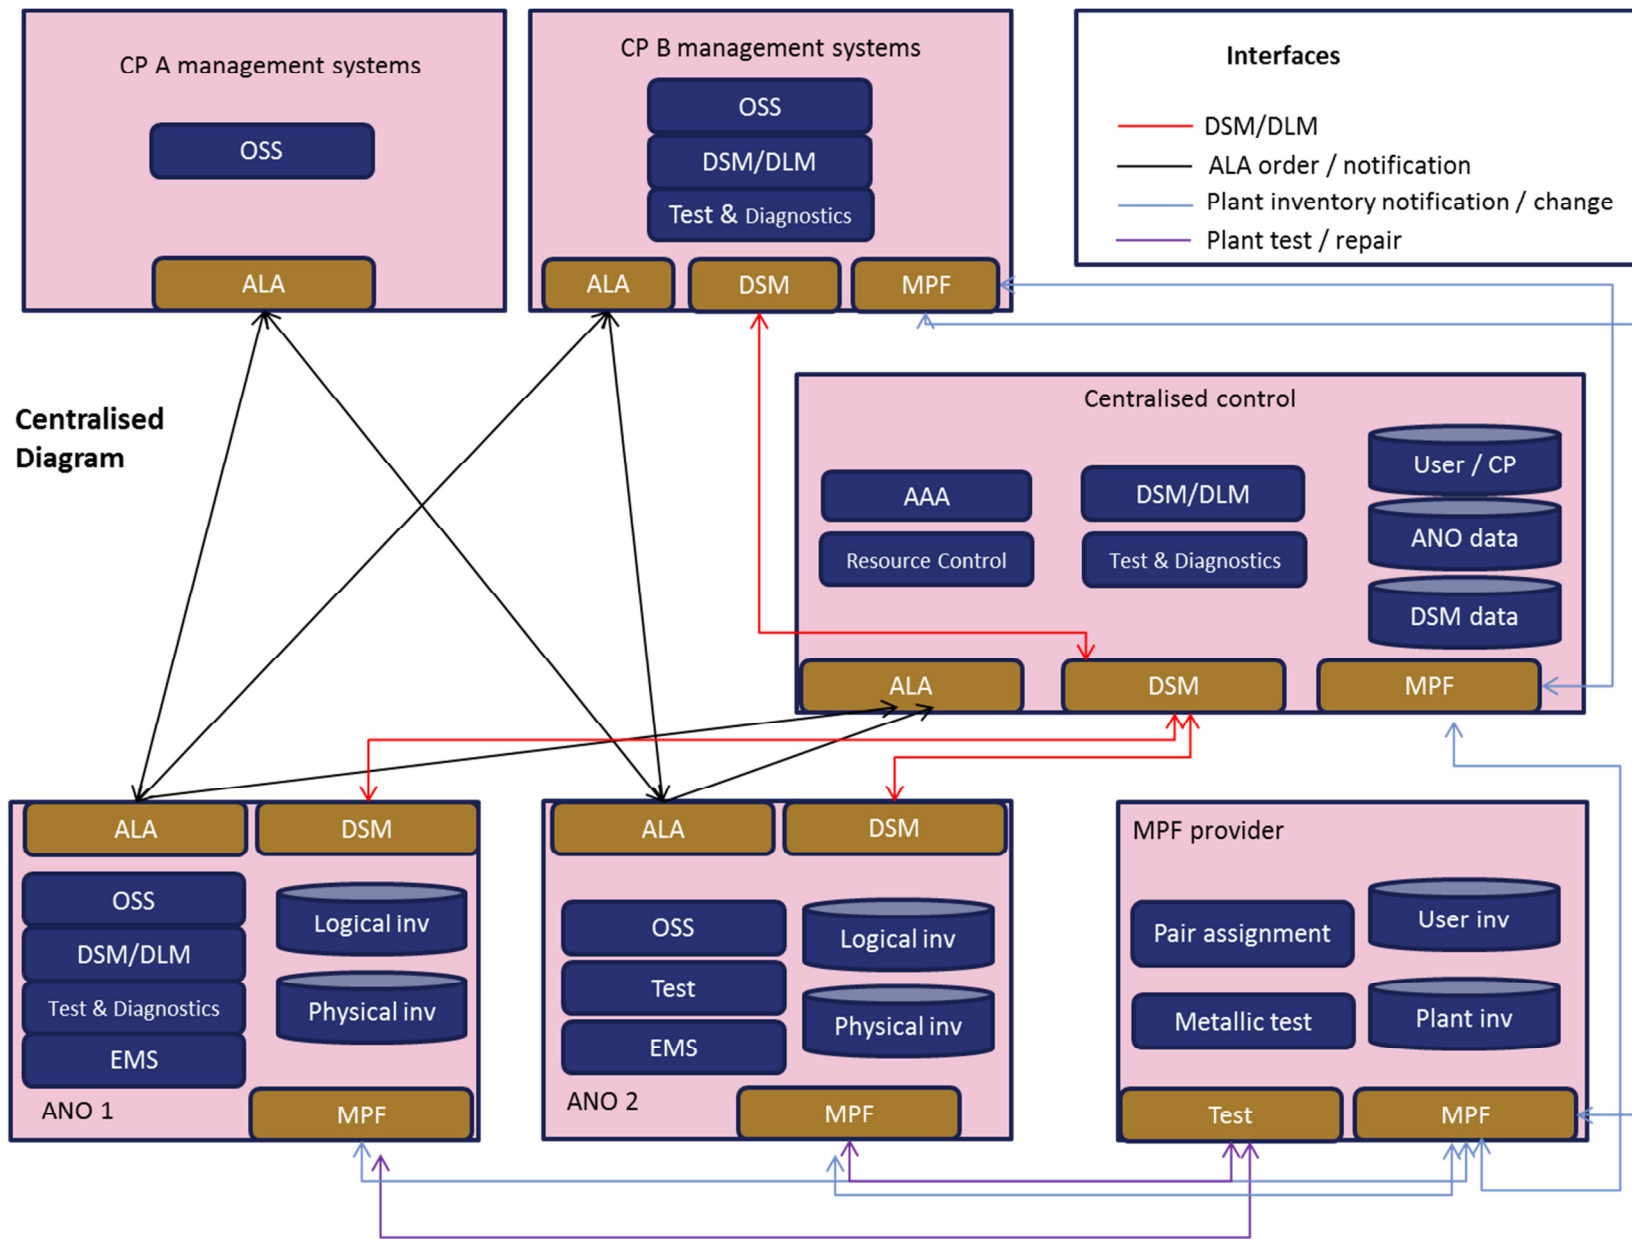 CP A management systems
OSS
ALA
CP B management systems
OSS
DSM/DLM
Test & Diagnostics
ALA
DSM
MPF
Interfaces
DSM/DLM
ALA order / notification
Plant inventory notification / change
Plant test / repair
Centralised
Diagram
Centralised control
AAA
Resource Control
DSM/DLM
Test & Diagnostics
User / CP
ANO data
DSM data
ALA
DSM
MPF
ALA
DSM
OSS
DSM/DLM
Test & Diagnostics
EMS
Logical inv
Physical inv
ANO 1
MPF
ALA
DSM
OSS
Test
EMS
Logical inv
Physical inv
ANO 2
MPF
MPF provider
Pair assignment
Metallic test
User inv
Plant inv
Test
MPF